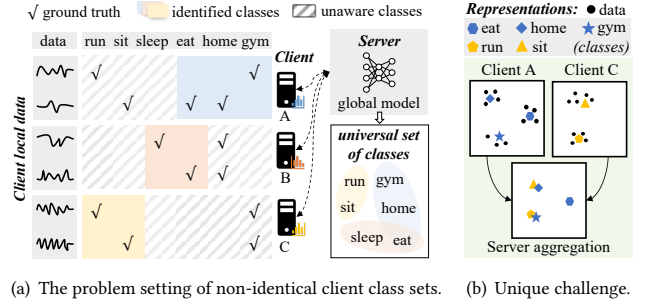 √ ground truth identified classes unaware classes
data run sit sleep eat home gym Client
Client local data
√ √
√ √ √
A
√ √
√ √ √
B
√ √
√ √
C
Server
global model
universal set
of classes
run gym
sit home
sleep eat
(a) The problem setting of non-identical client class sets.
Representations: data
eat home gym
run sit (classes)
Client A Client C
Server aggregation
(b) Unique challenge.